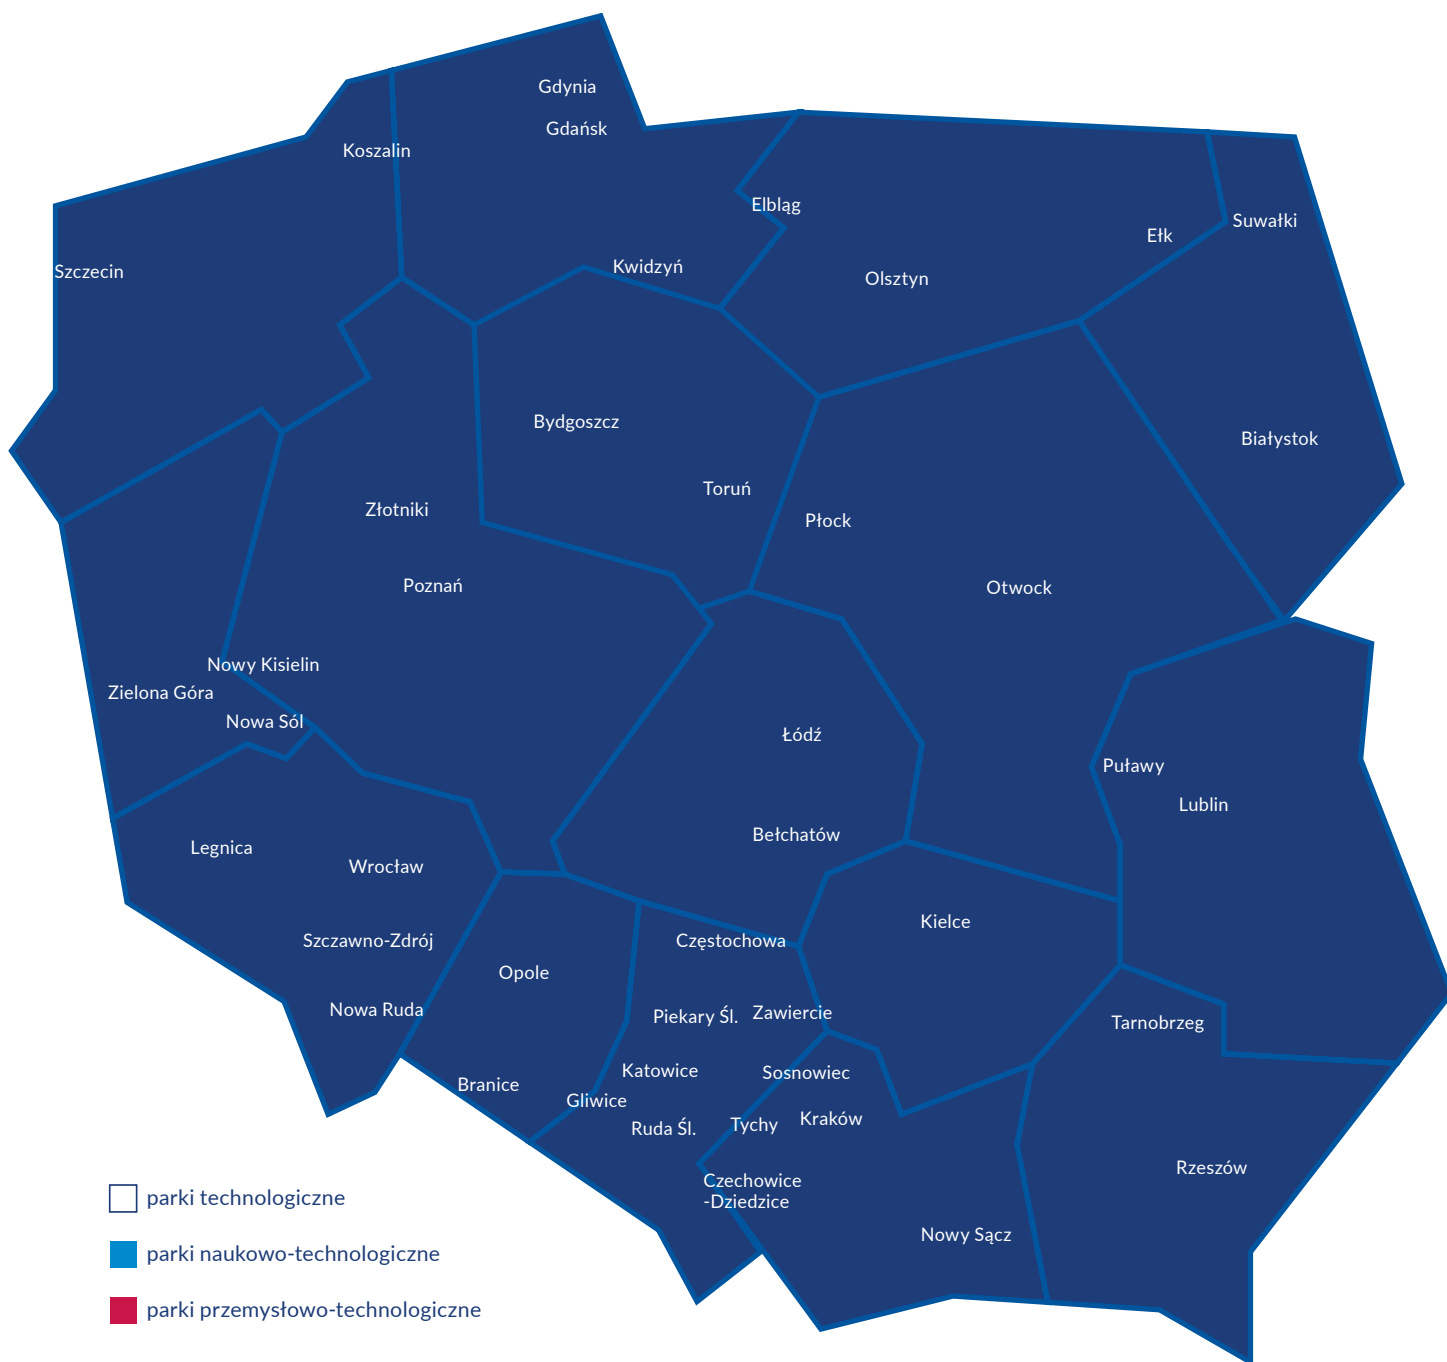 Gdynia
Gdańsk
Koszalin
Elbląg
Suwałki
Ełk
Kwidzyń
Szczecin
Olsztyn
Bydgoszcz
Białystok
Toruń
Złotniki
Płock
Poznań
Otwock
Nowy Kisielin
Zielona Góra
Nowa Sól
Łódź
Puławy
Lublin
Bełchatów
Legnica
Wrocław
Kielce
Szczawno-Zdrój
Częstochowa
Opole
Nowa Ruda
Piekary Śl.
Zawiercie
Tarnobrzeg
Katowice
Sosnowiec
Branice
Gliwice
Kraków
Tychy
Ruda Śl.
Rzeszów
Czechowice
-Dziedzice
Nowy Sącz
parki technologiczne
parki naukowo-technologiczne
parki przemysłowo-technologiczne